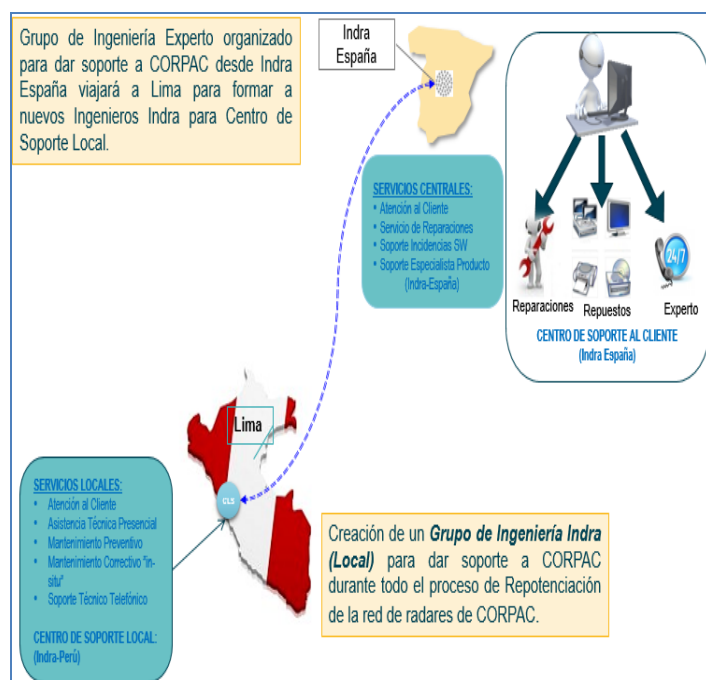 Grupo de Ingeniería Experto organizado
para dar soporte a CORPAC desde Indra
España viajará a Lima para formar a
nuevos Ingenieros Indra para Centro de
Soporte Local.
Indra
España
SERVICIOS CENTRALES:
• Atención al Cliente
• Servicio de Reparaciones
• Soporte Incidencias SW
• Soporte Especialista Producto
(Indra-España)
24/7
Reparaciones
Repuestos
Experto
CENTRO DE SOPORTE AL CLIENTE
(Indra España)
Lima
CLS
SERVICIOS LOCALES:
• Atención al Cliente
• Asistencia Técnica Presencial
• Mantenimiento Preventivo
• Mantenimiento Correctivo "in-
situ"
• Soporte Técnico Telefónico
CENTRO DE SOPORTE LOCAL:
(Indra-Perú)
Creación de un Grupo de Ingeniería Indra
(Local) para dar soporte a CORPAC
durante todo el proceso de Repotenciación
de la red de radares de CORPAC.